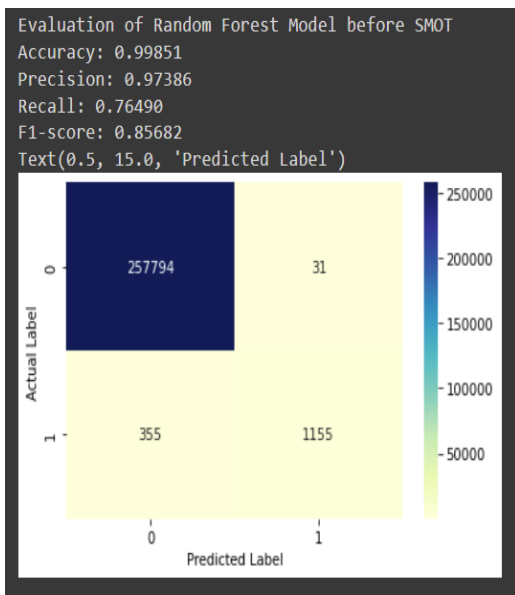 Evaluation of Random Forest Model before SMOT
Accuracy: 0.99851
Precision: 0.97386
Recall: 0.76490
F1-score: 0.85682
Text(0.5, 15.0, 'Predicted Label')
250000
200000
150000
100000
50000
Actual Label
0
257794 31
1
355 1155
0 1
Predicted Label